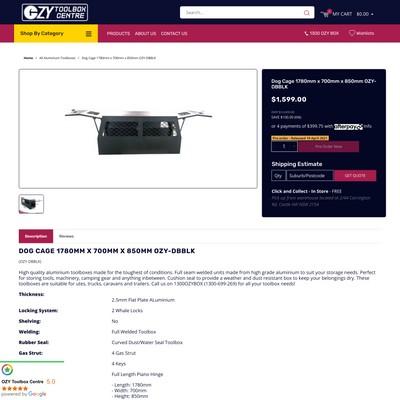 OZY TOOLBOX CENTRE
Search...
MY CART $0.00
Shop By Category
PRODUCTS ABOUT US CONTACT US
1300 OZY BOX Wishlists
Home All Aluminium Toolboxes Dog Cage 1780mm x 700mm x 850mm OZY-DBBLK
Dog Cage 1780mm x 700mm x 850mm OZY-DBBLK
$1,599.00
or 4 payments of $399.75 with afterpay Info
Pre-order - Released 19 April 2021
1
Pre-Order Now
Shipping Estimate
Qty Suburb/Postcode GET QUOTE
Click and Collect - In Store - FREE
Pick up from warehouse located at 2/44 Carrington Rd, Castle Hill NSW 2154
Description Reviews
DOG CAGE 1780MM X 700MM X 850MM OZY-DBBLK
(OZY-DBBLK)
High quality aluminium toolboxes made for the toughest of conditions. Full seam welded units made from high grade aluminium to suit your storage needs. Perfect
for storing tools, machinery, camping gear and anything inbetween. Cushion seal to provide a weather and dust resistant box to keep your belongings dry. These
toolboxes are suitable for utes, trucks, caravans and trailers. Call us on 1300OZYBOX (1300-699-269) for all your toolbox needs!
Thickness:
2.5mm Flat Plate ALuminium
Locking System: 2 Whale Locks
Shelving: No
Welding: Full Welded Toolbox
Rubber Seal: Curved Dust/Water Seal Toolbox
Gas Strut: 4 Gas Strut
4 Keys
Full Length Piano Hinge
- Length: 1780mm
- Width: 700mm
- Height: 850mm
OZY Toolbox Centre 5.0
powered by Google